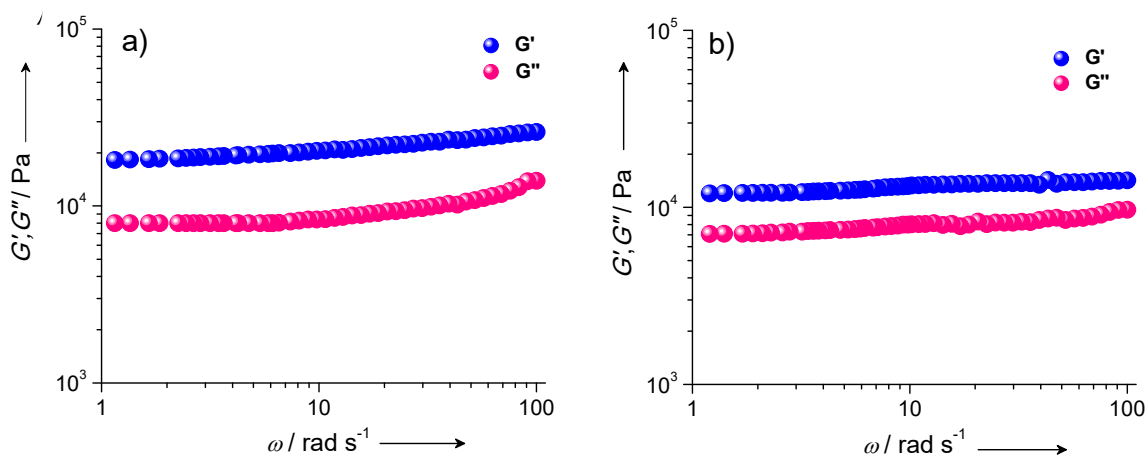 a)
G'
G"
10⁵
10⁴
10³
G',G" / Pa
1
10
100
ω / rad s⁻¹
b)
G'
G"
10⁵
10⁴
10³
G',G" / Pa
1
10
100
ω / rad s⁻¹